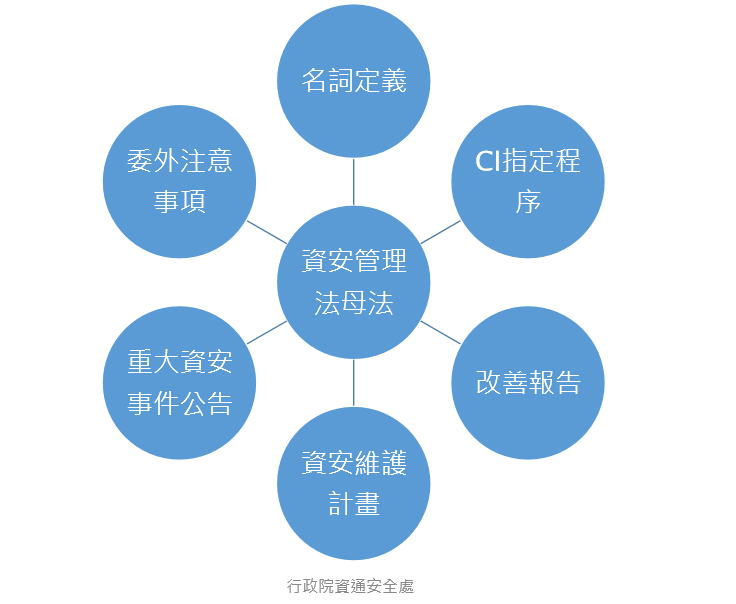 名詞定義
CI指定程
序
改善報告
資安維護
計畫
重大資安
事件公告
委外注意
事項
資安管理
法母法
行政院資通安全處